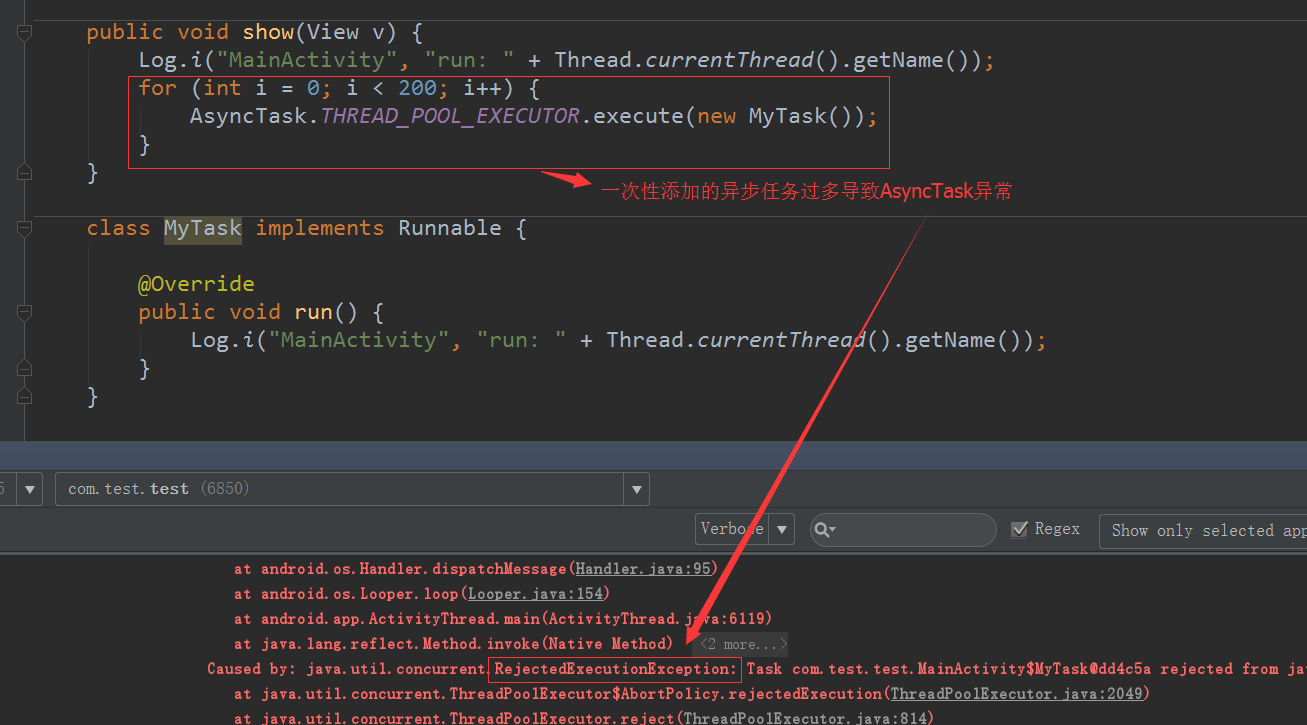 public void show(View v) {
Log.i("MainActivity", "run: " + Thread.currentThread().getName());
for (int i = 0; i < 200; i++) {
AsyncTask.THREAD_POOL_EXECUTOR.execute(new MyTask());
}
}
一次性添加的异步任务过多导致AsyncTask异常
class MyTask implements Runnable {
@Override
public void run() {
Log.i("MainActivity", "run: " + Thread.currentThread().getName());
}
}
5 com.test.test (6850)
Verbose Regex Show only selected app
at android.os.Handler.dispatchMessage(Handler.java:95)
at android.os.Looper.loop(Looper.java:154)
at android.app.ActivityThread.main(ActivityThread.java:6119)
at java.lang.reflect.Method.invoke(Native Method) <2 more...>
Caused by: java.util.concurrent.RejectedExecutionException: Task com.test.test.MainActivity$MyTask@dd4c5a rejected from jav
at java.util.concurrent.ThreadPoolExecutor$AbortPolicy.rejectedExecution(ThreadPoolExecutor.java:2049)
at java.util.concurrent.ThreadPoolExecutor.reject(ThreadPoolExecutor.java:814)